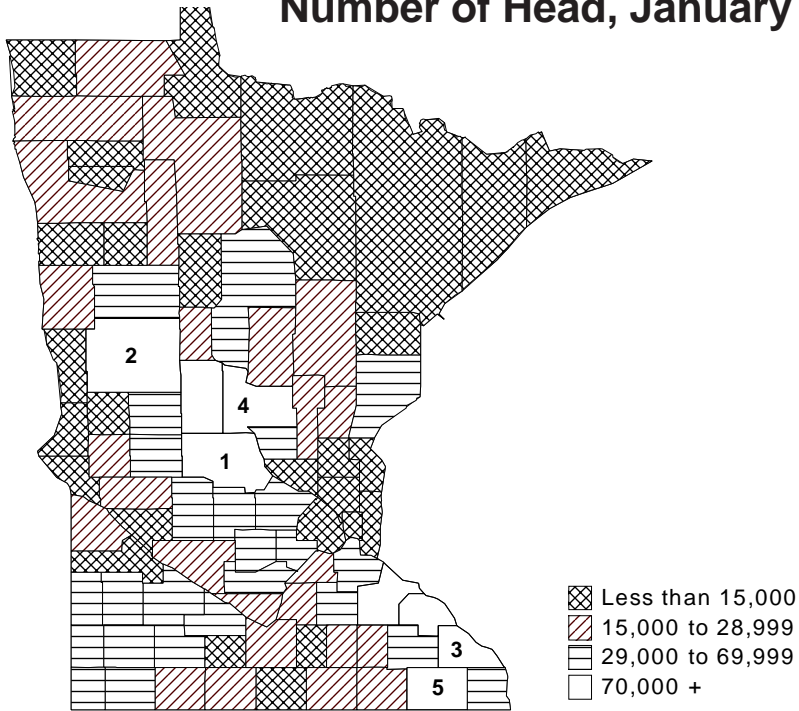 Number of Head, January
2
4
1
3
5
Less than 15,000
15,000 to 28,999
29,000 to 69,999
70,000 +